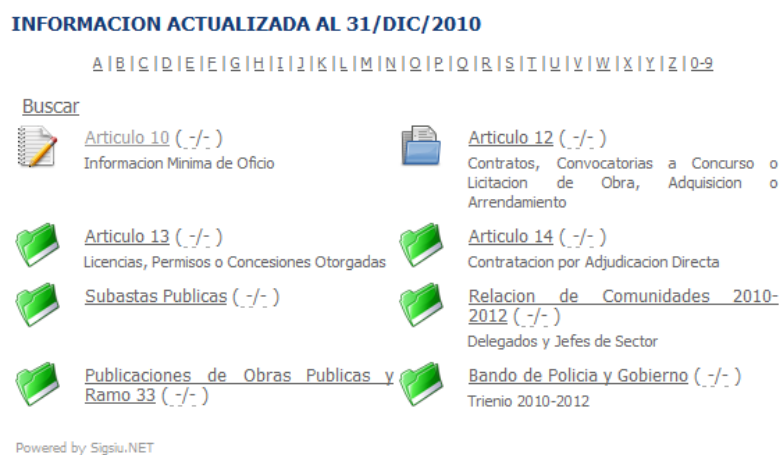 INFORMACION ACTUALIZADA AL 31/DIC/2010
A | B | C | D | E | F | G | H | I | J | K | L | M | N | O | P | Q | R | S | T | U | V | W | X | Y | Z | 0-9
Buscar
Articulo 10 ( -/- )
Informacion Minima de Oficio
Articulo 12 ( -/- )
Contratos, Convocatorias a Concurso o
Licitacion de Obra, Adquisicion o
Arrendamiento
Articulo 13 ( -/- )
Licencias, Permisos o Concesiones Otorgadas
Articulo 14 ( -/- )
Contratacion por Adjudicacion Directa
Subastas Publicas ( -/- )
Relacion de Comunidades 2010-
2012 ( -/- )
Delegados y Jefes de Sector
Publicaciones de Obras Publicas y
Ramo 33 ( -/- )
Bando de Policia y Gobierno ( -/- )
Trienio 2010-2012
Powered by Sigsiu.NET